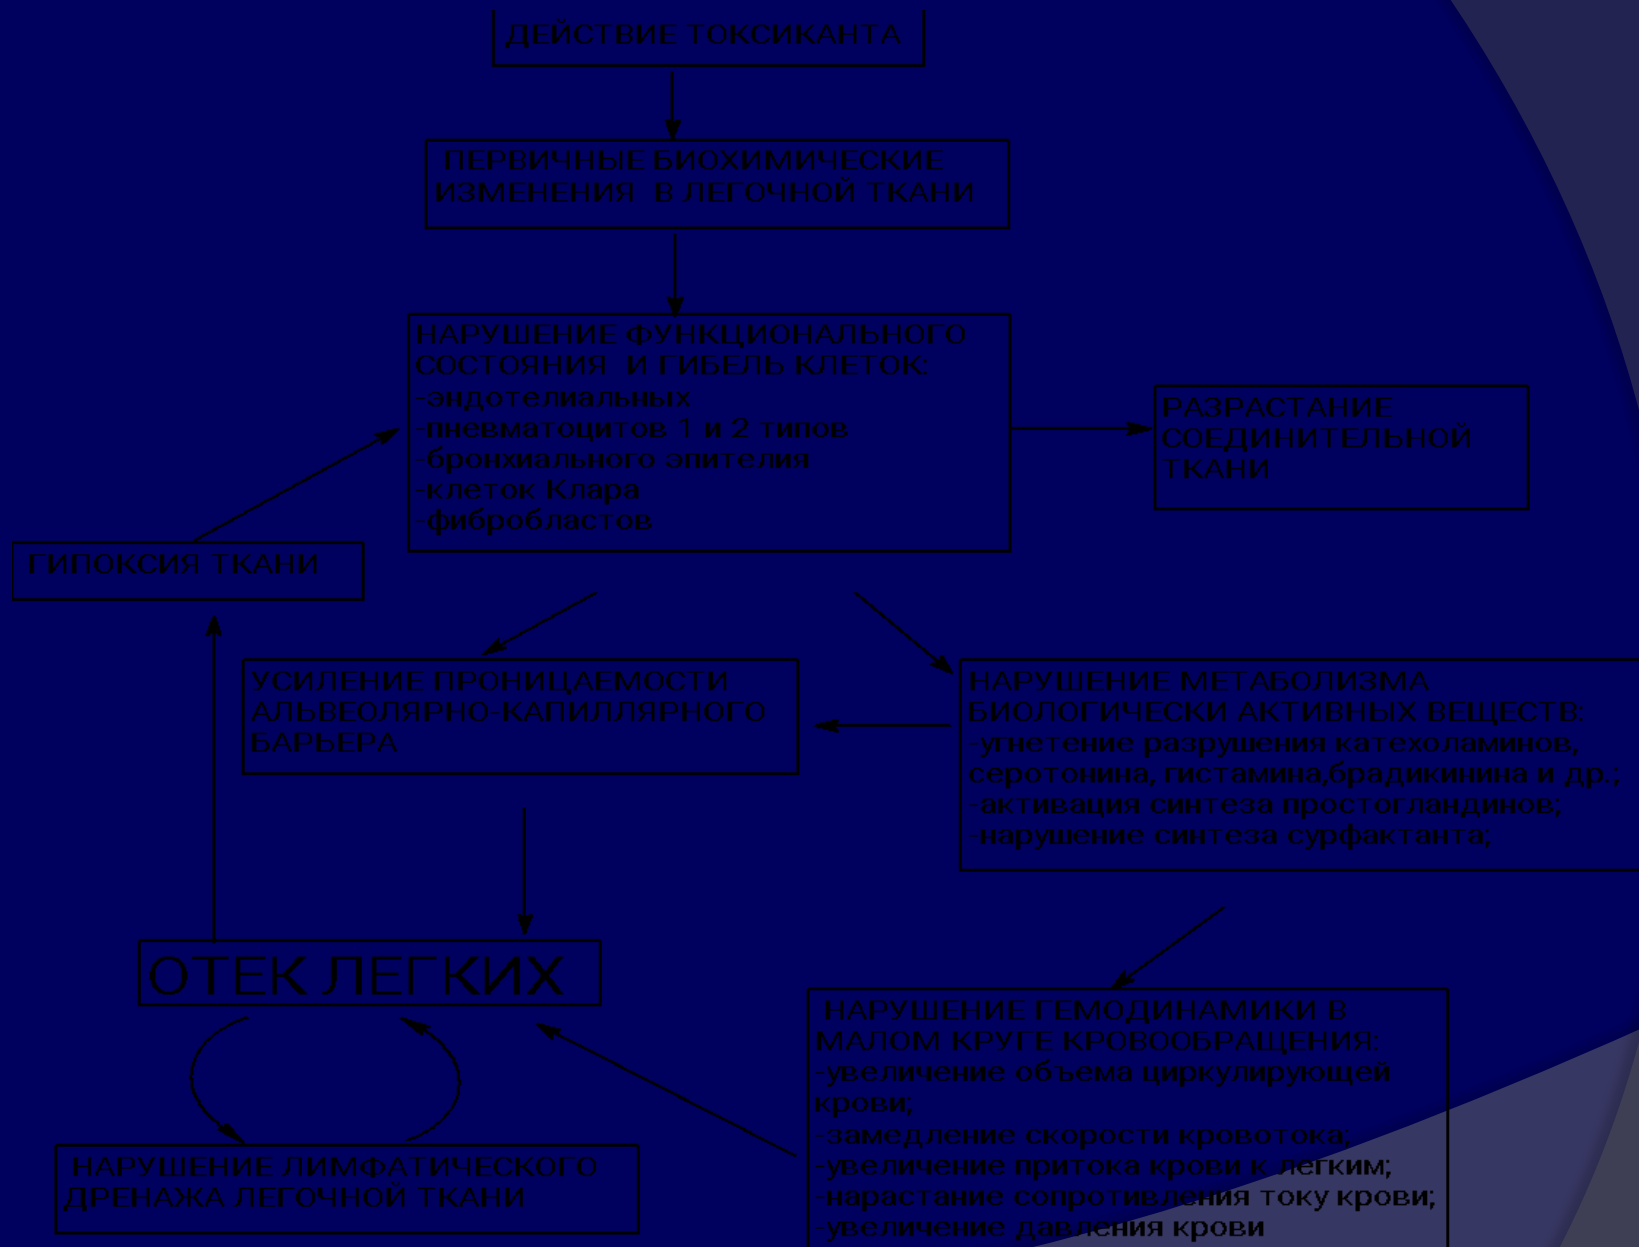 ДЕЙСТВИЕ ТОКСИКАНТА
ПЕРВИЧНЫЕ БИОХИМИЧЕСКИЕ
ИЗМЕНЕНИЯ В ЛЕГОЧНОЙ ТКАНИ
НАРУШЕНИЕ ФУНКЦИОНАЛЬНОГО
СОСТОЯНИЯ И ГИБЕЛЬ КЛЕТОК:
-эндотелиальных
-пневматоцитов 1 и 2 типов
-бронхиального эпителия
-клеток Клара
-фибробластов
РАЗРАСТАНИЕ
СОЕДИНИТЕЛЬНОЙ
ТКАНИ
ГИПОКСИЯ ТКАНИ
УСИЛЕНИЕ ПРОНИЦАЕМОСТИ
АЛЬВЕОЛЯРНО-КАПИЛЛЯРНОГО
БАРЬЕРА
НАРУШЕНИЕ МЕТАБОЛИЗМА
БИОЛОГИЧЕСКИ АКТИВНЫХ ВЕЩЕСТВ:
-угнетение разрушения катехоламинов,
серотонина, гистамина,брадикинина и др.;
-активация синтеза простогландинов;
-нарушение синтеза сурфактанта;
ОТЕК ЛЕГКИХ
НАРУШЕНИЕ ГЕМОДИНАМИКИ В
МАЛОМ КРУГЕ КРОВООБРАЩЕНИЯ:
-увеличение объема циркулирующей
крови;
-замедление скорости кровотока;
-увеличение притока крови к легким;
-нарастание сопротивления току крови;
-увеличение давления крови
НАРУШЕНИЕ ЛИМФАТИЧЕСКОГО
ДРЕНАЖА ЛЕГОЧНОЙ ТКАНИ